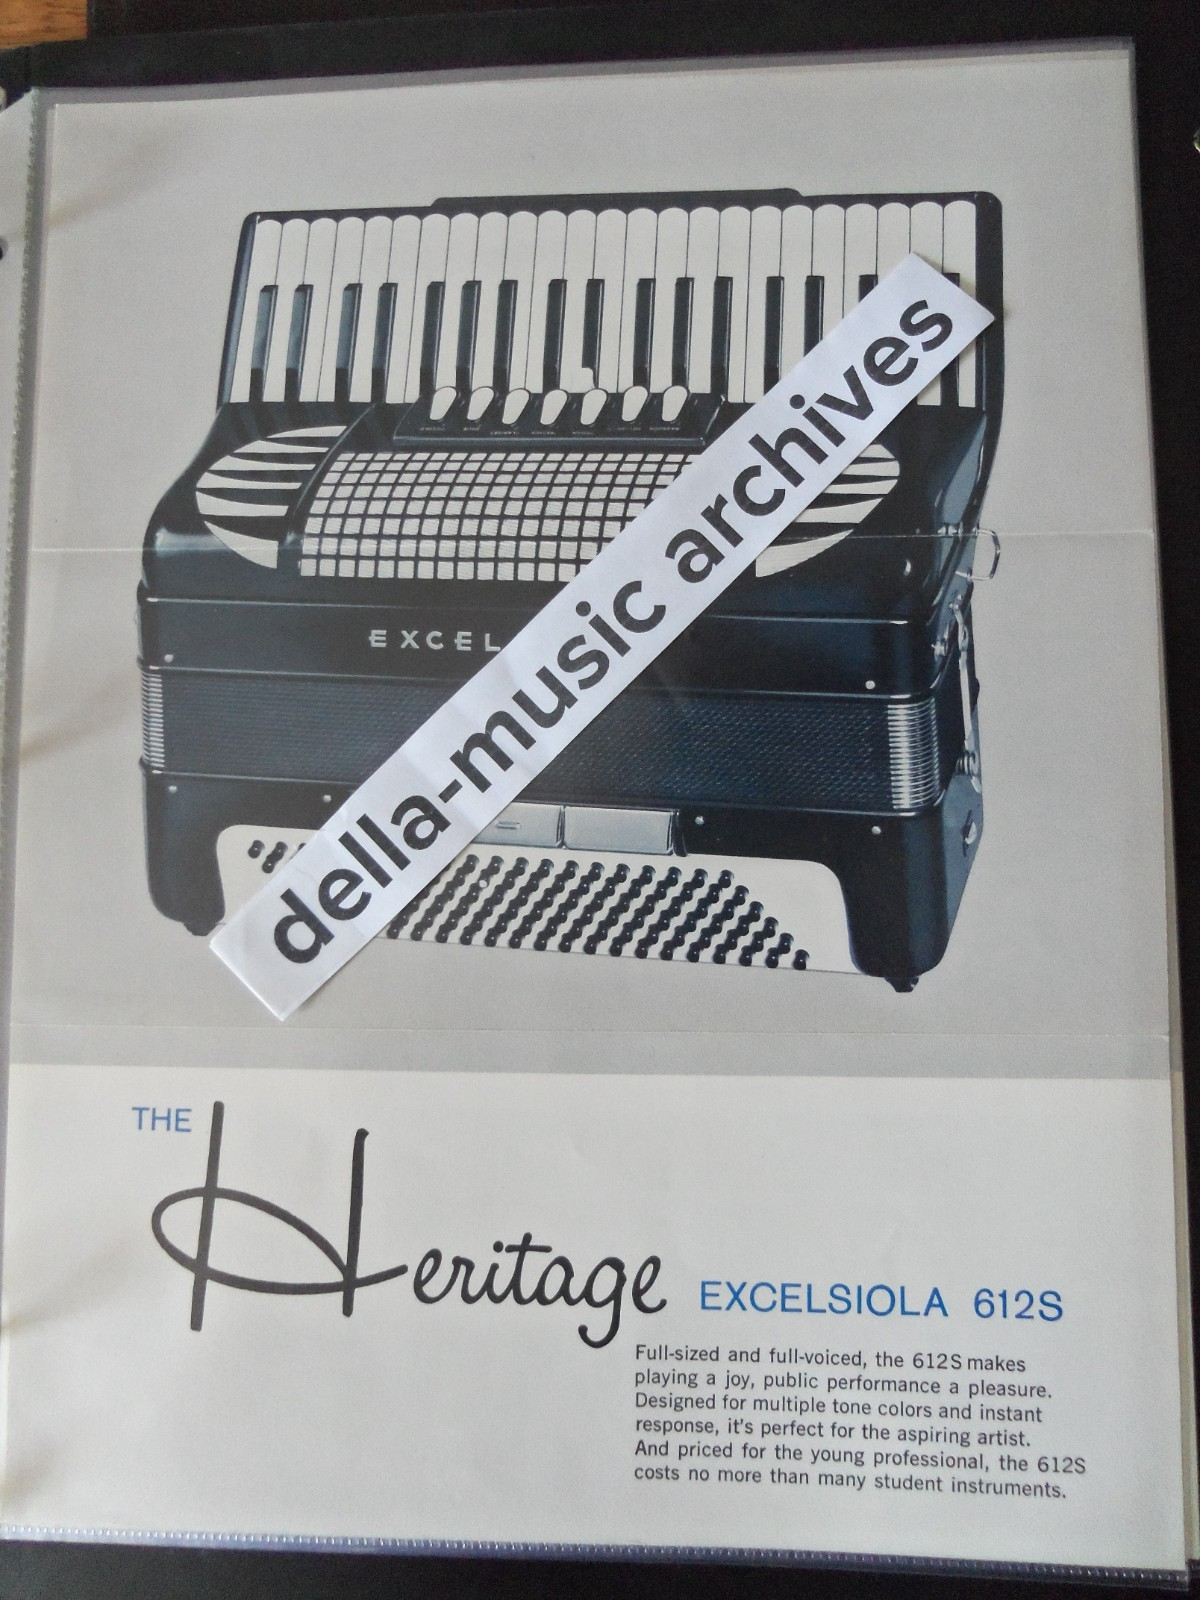 EXCEL
della-music archives
THE
Heritage
EXCELSIOLA 612S
Full-sized and full-voiced, the 612S makes
playing a joy, public performance a pleasure.
Designed for multiple tone colors and instant
response, it's perfect for the aspiring artist.
And priced for the young professional, the 612S
costs no more than many student instruments.